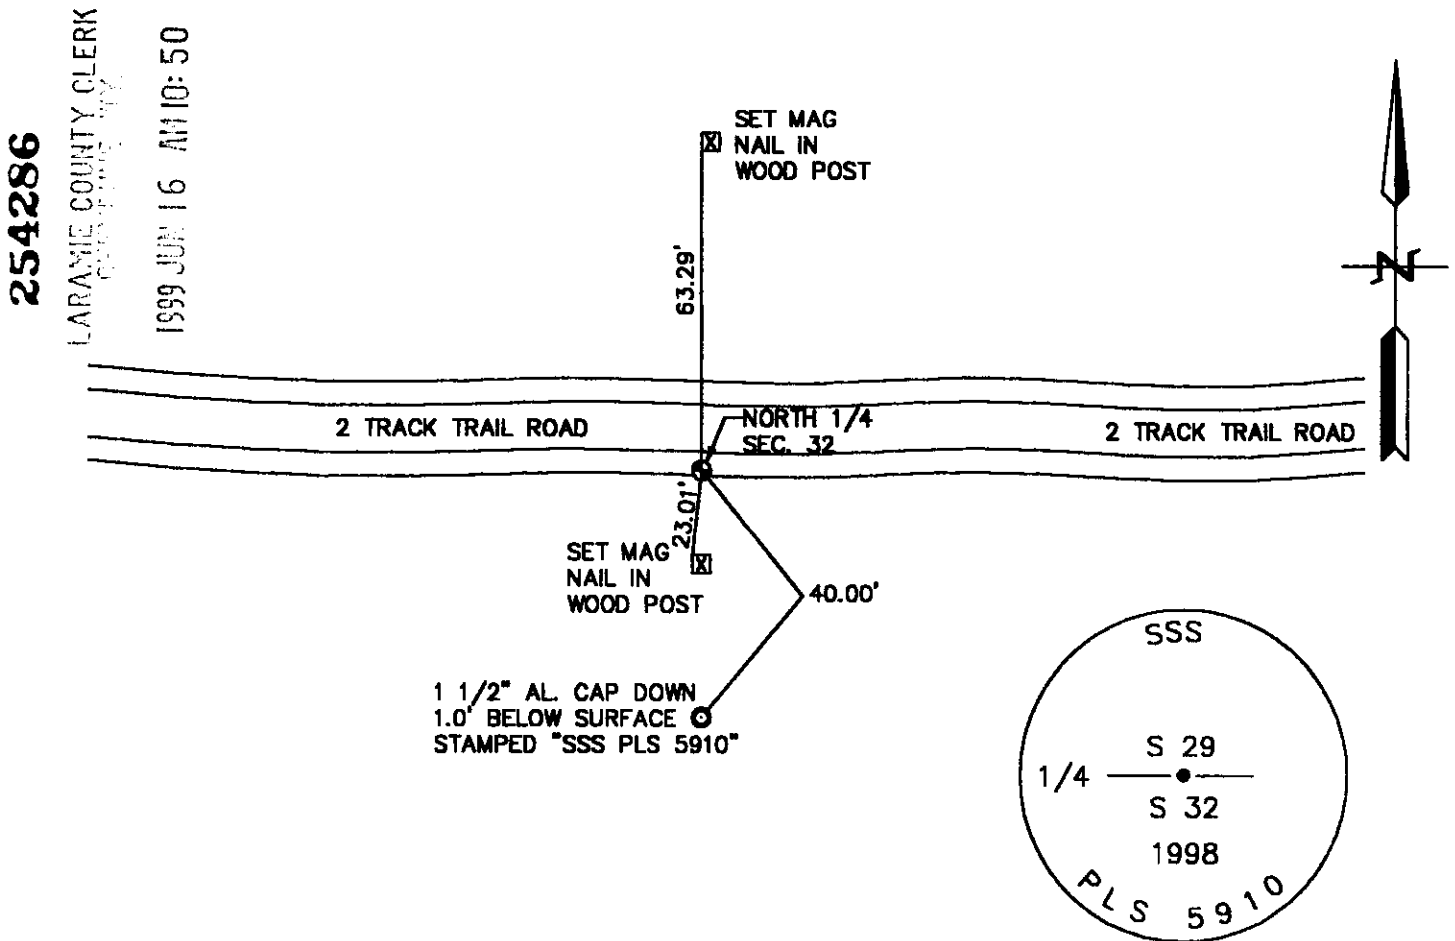 254286
LARAMIE COUNTY CLERK
1999 JUN 16 AM 10:50
SET MAG
NAIL IN
WOOD POST
N
63.29'
2 TRACK TRAIL ROAD
NORTH 1/4
SEC. 32
2 TRACK TRAIL ROAD
23.01'
SET MAG
NAIL IN
WOOD POST
40.00'
1 1/2" AL. CAP DOWN
1.0' BELOW SURFACE
STAMPED "SSS PLS 5910"
SSS
S 29
1/4
S 32
1998
PLS 5910